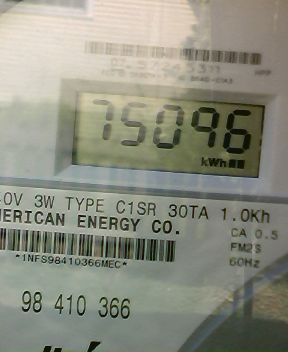 75096
kWh
0V 3W TYPE C1SR 30TA 1.0Kh
MERICAN ENERGY CO.
CA 0.5
FM2S
60Hz
*1NFS98410366MEC*
98 410 366